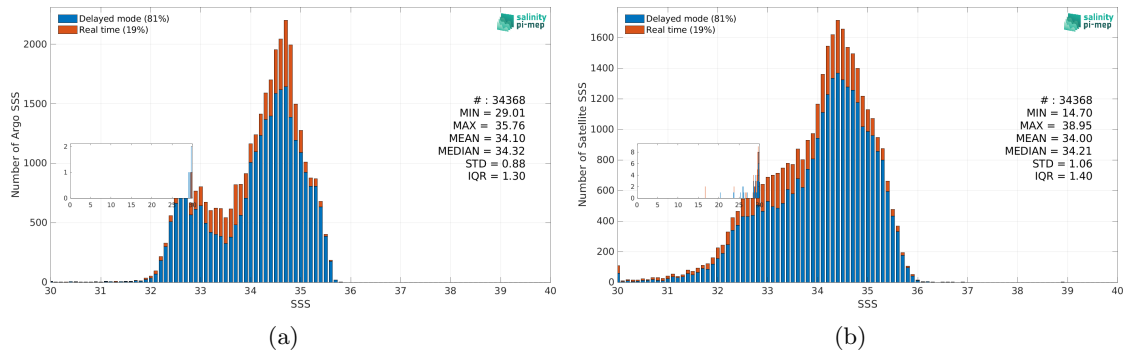 Delayed mode (81%)
Real time (19%)
salinity
pi-mep
2000
1500
1000
500
0
Number of Argo SSS
# : 34368
MIN = 29.01
MAX = 35.76
MEAN = 34.10
MEDIAN = 34.32
STD = 0.88
IQR = 1.30
2
1
0
0 5 10 15 20 25 30
30 31 32 33 34 35 36 37 38 39 40
SSS
(a)
Delayed mode (81%)
Real time (19%)
salinity
pi-mep
1600
1400
1200
1000
800
600
400
200
0
Number of Satellite SSS
# : 34368
MIN = 14.70
MAX = 38.95
MEAN = 34.00
MEDIAN = 34.21
STD = 1.06
IQR = 1.40
8
6
4
2
0
0 5 10 15 20 25 30
30 31 32 33 34 35 36 37 38 39 40
SSS
(b)